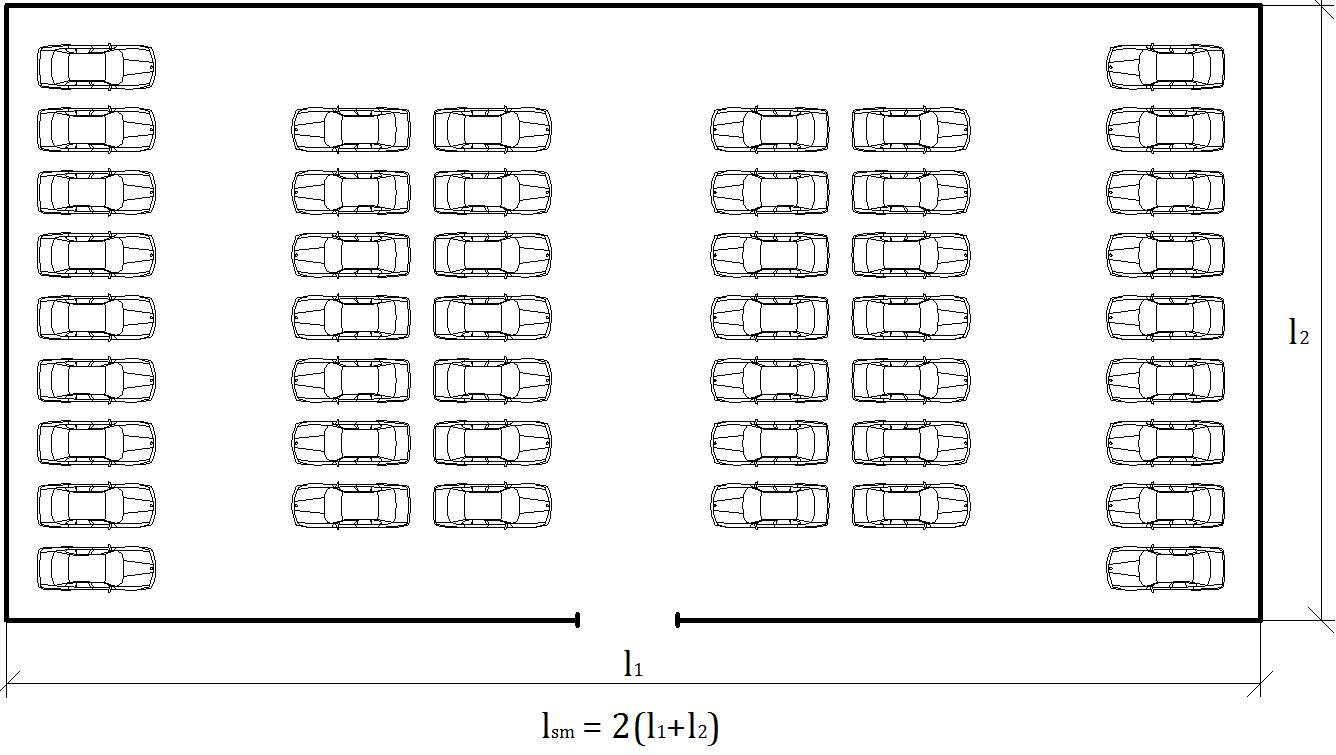 l2
l1
lsm = 2(l1+l2)